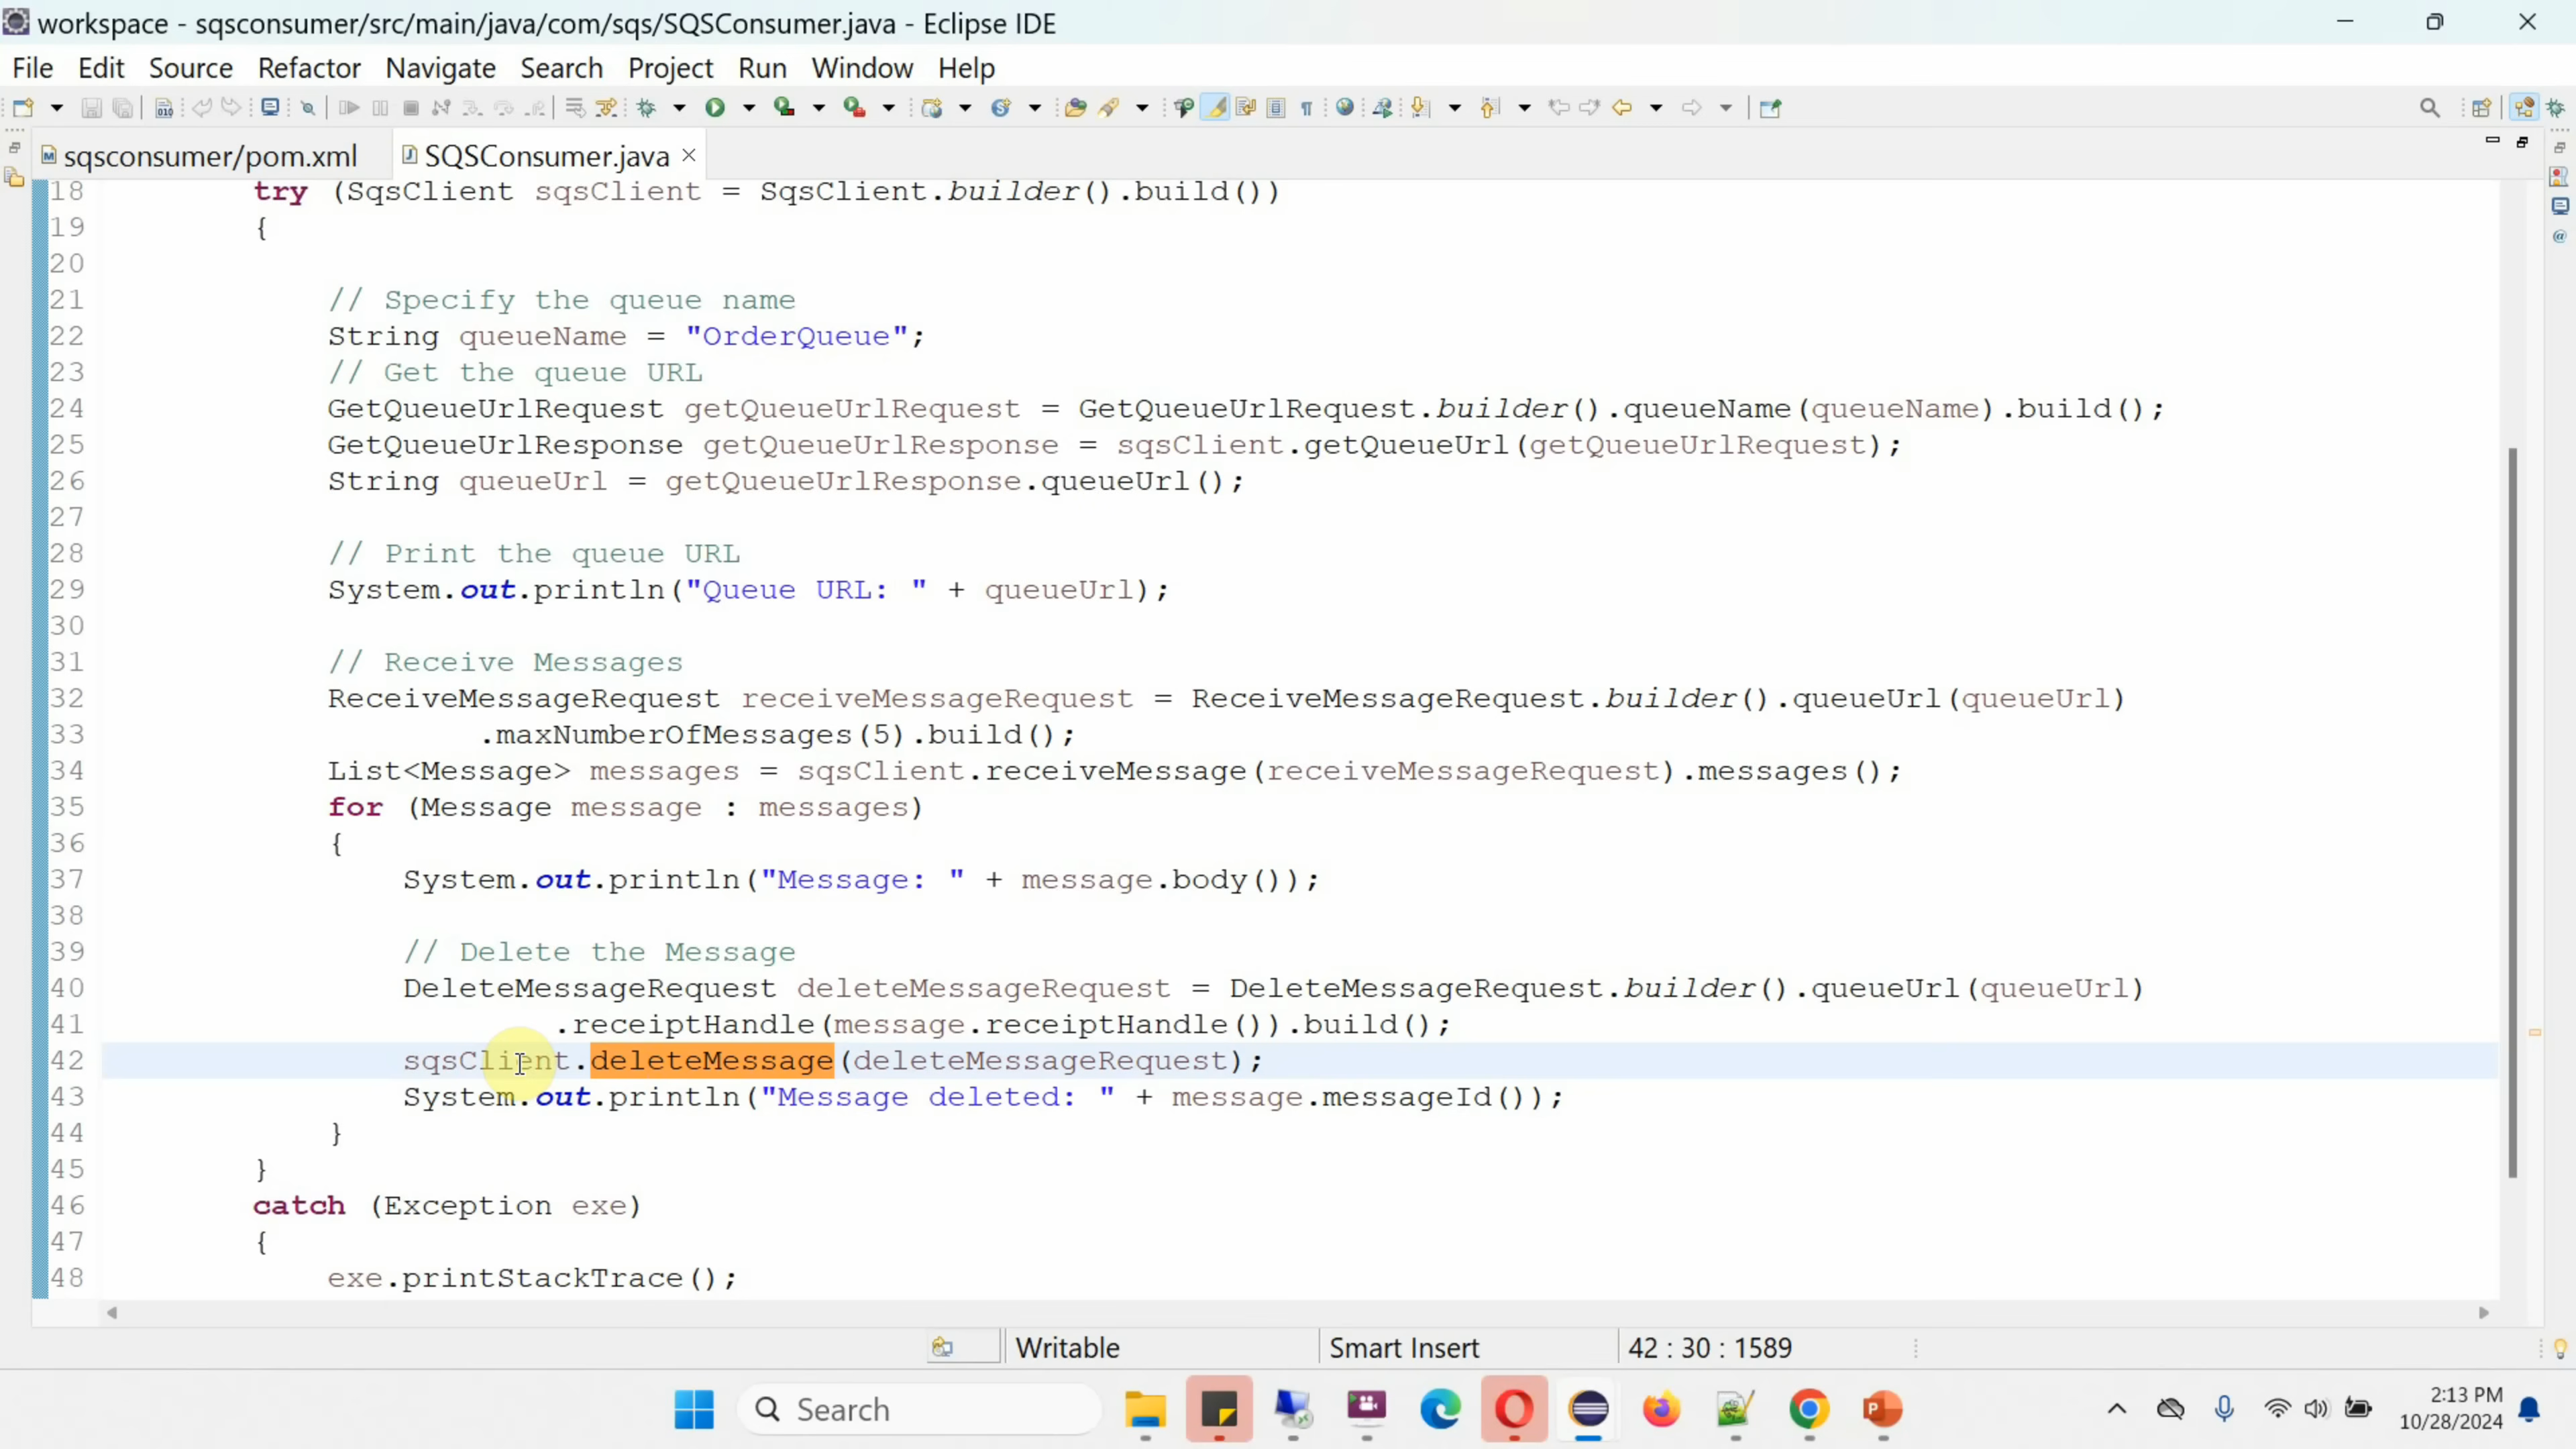 workspace - sqsconsumer/src/main/java/com/sqs/SQSConsumer.java - Eclipse IDE
File Edit Source Refactor Navigate Search Project Run Window Help
sqsconsumer/pom.xml SQSConsumer.java
18 try (SqsClient sqsClient = SqsClient.builder().build())
19 {
20
21 // Specify the queue name
22 String queueName = "OrderQueue";
23 // Get the queue URL
24 GetQueueUrlRequest getQueueUrlRequest = GetQueueUrlRequest.builder().queueName(queueName).build();
25 GetQueueUrlResponse getQueueUrlResponse = sqsClient.getQueueUrl(getQueueUrlRequest);
26 String queueUrl = getQueueUrlResponse.queueUrl();
27
28 // Print the queue URL
29 System.out.println("Queue URL: " + queueUrl);
30
31 // Receive Messages
32 ReceiveMessageRequest receiveMessageRequest = ReceiveMessageRequest.builder().queueUrl(queueUrl)
33 .maxNumberOfMessages(5).build();
34 List<Message> messages = sqsClient.receiveMessage(receiveMessageRequest).messages();
35 for (Message message : messages)
36 {
37 System.out.println("Message: " + message.body());
38
39 // Delete the Message
40 DeleteMessageRequest deleteMessageRequest = DeleteMessageRequest.builder().queueUrl(queueUrl)
41 .receiptHandle(message.receiptHandle()).build();
42 sqsClient.deleteMessage(deleteMessageRequest);
43 System.out.println("Message deleted: " + message.messageId());
44 }
45 }
46 catch (Exception exe)
47 {
48 exe.printStackTrace();
Writable Smart Insert 42 : 30 : 1589
Search
2:13 PM
10/28/2024